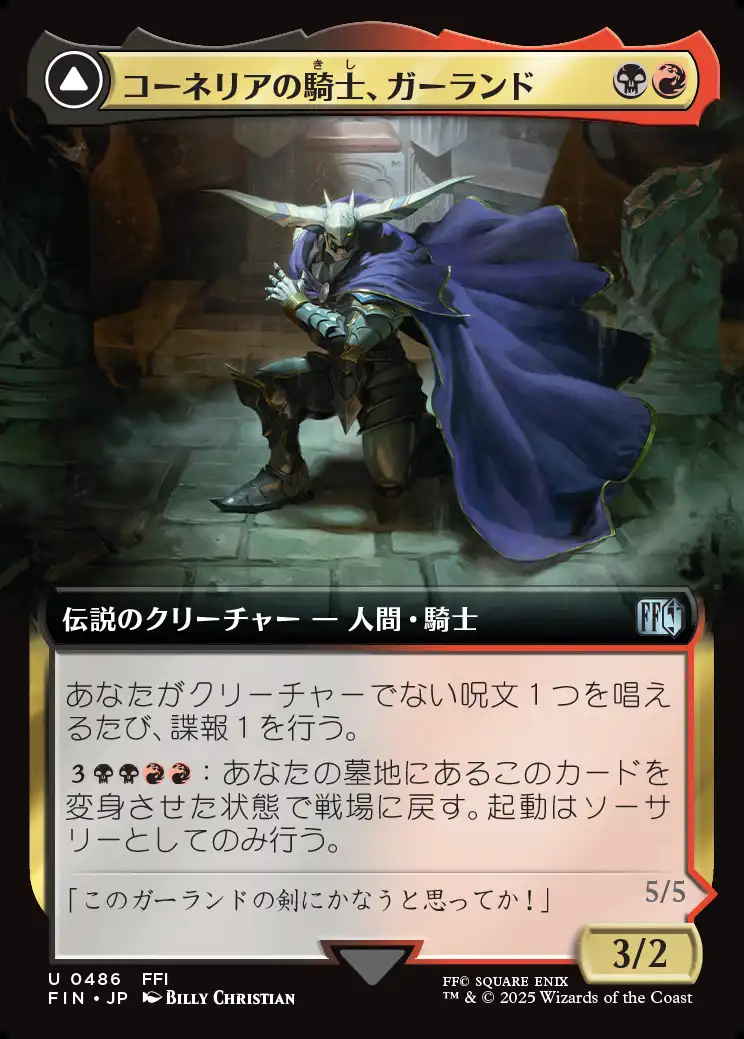 きし
コーネリアの騎士、ガーランド
伝説のクリーチャー — 人間・騎士
FFI
あなたがクリーチャーでない呪文１つを唱え
るたび、諜報１を行う。
3：あなたの墓地にあるこのカードを
変身させた状態で戦場に戻す。起動はソーサ
リーとしてのみ行う。
「このガーランドの剣にかなうと思ってか！」
5/5
3/2
U 0486 FFI
FIN • JP BILLY CHRISTIAN
FF© SQUARE ENIX
™ & © 2025 Wizards of the Coast